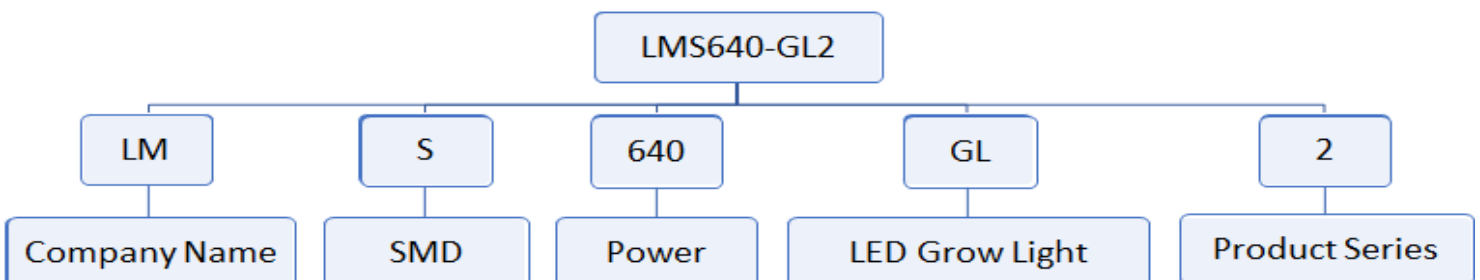 LMS640-GL2
LM
S
640
GL
2
Company Name
SMD
Power
LED Grow Light
Product Series